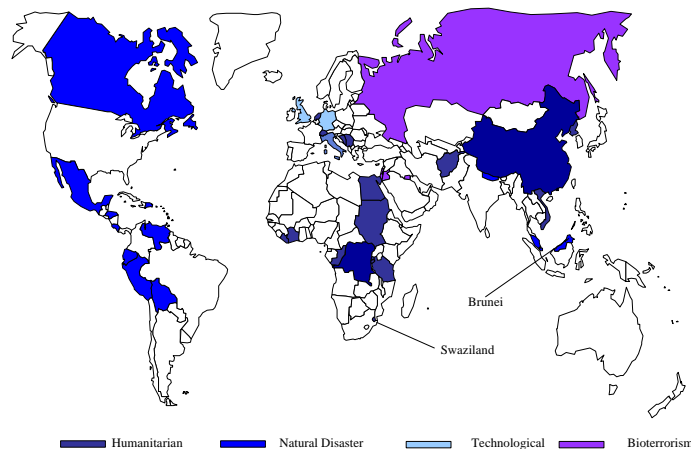 Brunei
Swaziland
Humanitarian Natural Disaster Technological Bioterrorism